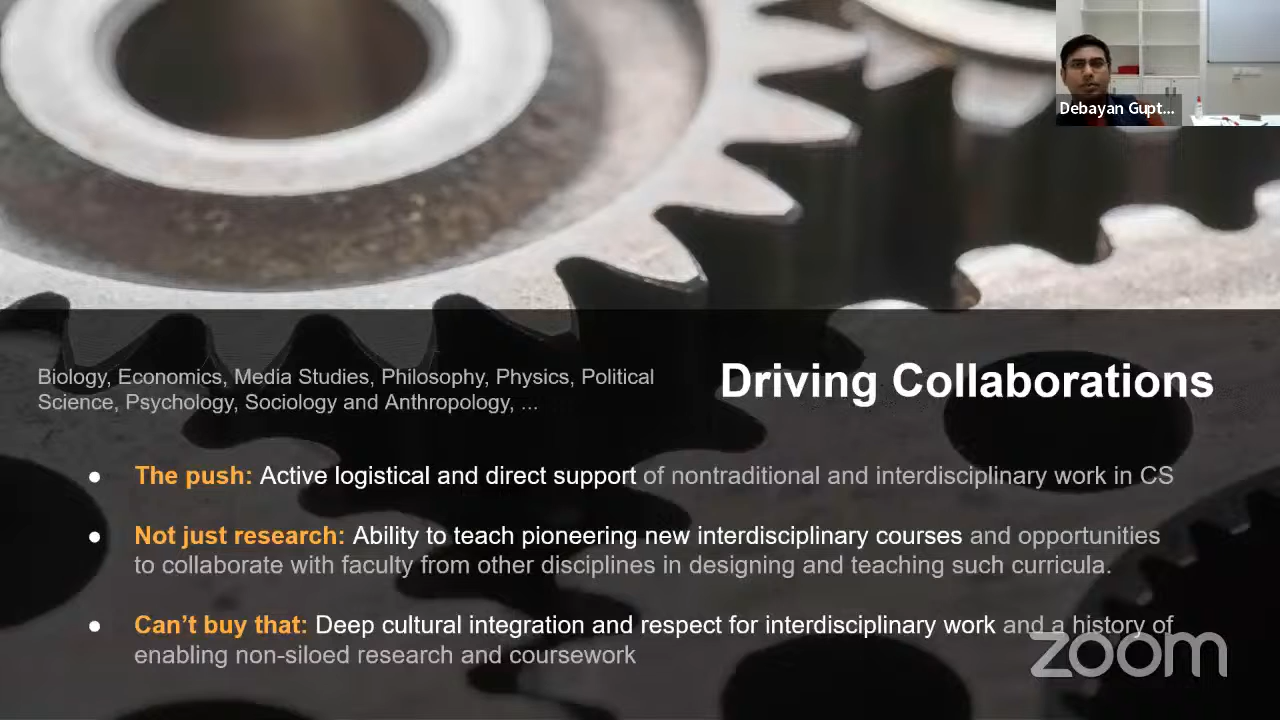 Debayan Gupt...
Biology, Economics, Media Studies, Philosophy, Physics, Political
Science, Psychology, Sociology and Anthropology, ...
Driving Collaborations
● The push: Active logistical and direct support of nontraditional and interdisciplinary work in CS
● Not just research: Ability to teach pioneering new interdisciplinary courses and opportunities
to collaborate with faculty from other disciplines in designing and teaching such curricula.
● Can’t buy that: Deep cultural integration and respect for interdisciplinary work and a history of
enabling non-siloed research and coursework
zoom